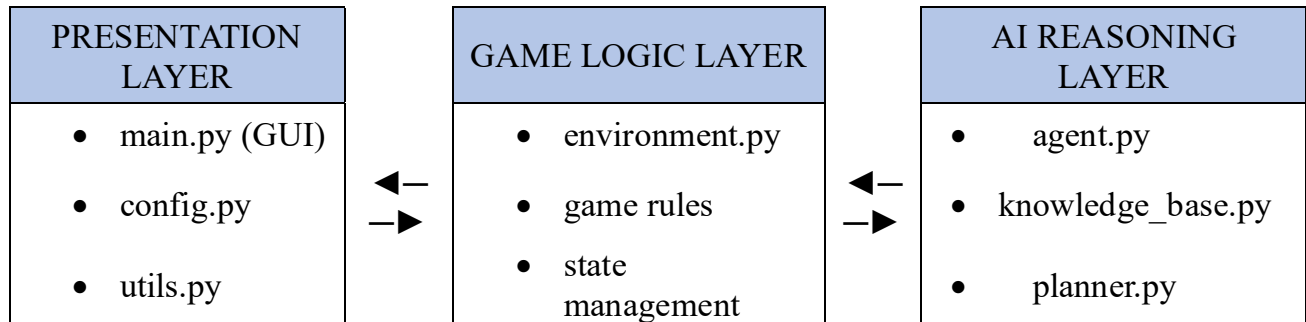 PRESENTATION
LAYER
• main.py (GUI)
• config.py
• utils.py
GAME LOGIC LAYER
• environment.py
• game rules
• state
management
AI REASONING
LAYER
• agent.py
• knowledge_base.py
• planner.py